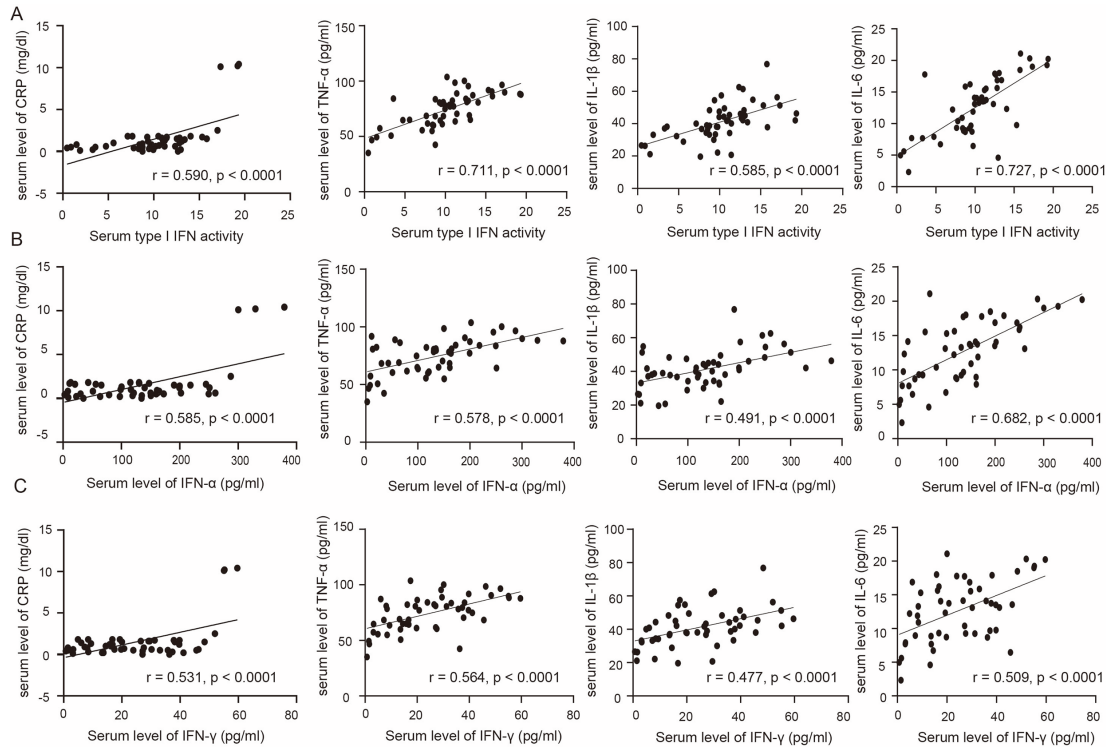 A
serum level of CRP (mg/dl)
15
10
5
0
-5
r = 0.590, p < 0.0001
0 5 10 15 20 25
Serum type I IFN activity
serum level of TNF-α (pg/ml)
150
100
50
0
r = 0.711, p < 0.0001
0 5 10 15 20 25
Serum type I IFN activity
serum level of IL-1β (pg/ml)
100
80
60
40
20
0
r = 0.585, p < 0.0001
0 5 10 15 20 25
Serum type I IFN activity
serum level of IL-6 (pg/ml)
25
20
15
10
5
0
r = 0.727, p < 0.0001
0 5 10 15 20 25
Serum type I IFN activity
B
serum level of CRP (mg/dl)
15
10
5
0
-5
r = 0.585, p < 0.0001
0 100 200 300 400
Serum level of IFN-α (pg/ml)
serum level of TNF-α (pg/ml)
150
100
50
0
r = 0.578, p < 0.0001
0 100 200 300 400
Serum level of IFN-α (pg/ml)
serum level of IL-1β (pg/ml)
100
80
60
40
20
0
r = 0.491, p < 0.0001
0 100 200 300 400
Serum level of IFN-α (pg/ml)
serum level of IL-6 (pg/ml)
25
20
15
10
5
0
r = 0.682, p < 0.0001
0 100 200 300 400
Serum level of IFN-α (pg/ml)
C
serum level of CRP (mg/dl)
15
10
5
0
-5
r = 0.531, p < 0.0001
0 20 40 60 80
Serum level of IFN-γ (pg/ml)
serum level of TNF-α (pg/ml)
150
100
50
0
r = 0.564, p < 0.0001
0 20 40 60 80
Serum level of IFN-γ (pg/ml)
serum level of IL-1β (pg/ml)
100
80
60
40
20
0
r = 0.477, p < 0.0001
0 20 40 60 80
Serum level of IFN-γ (pg/ml)
serum level of IL-6 (pg/ml)
25
20
15
10
5
0
r = 0.509, p < 0.0001
0 20 40 60 80
Serum level of IFN-γ (pg/ml)